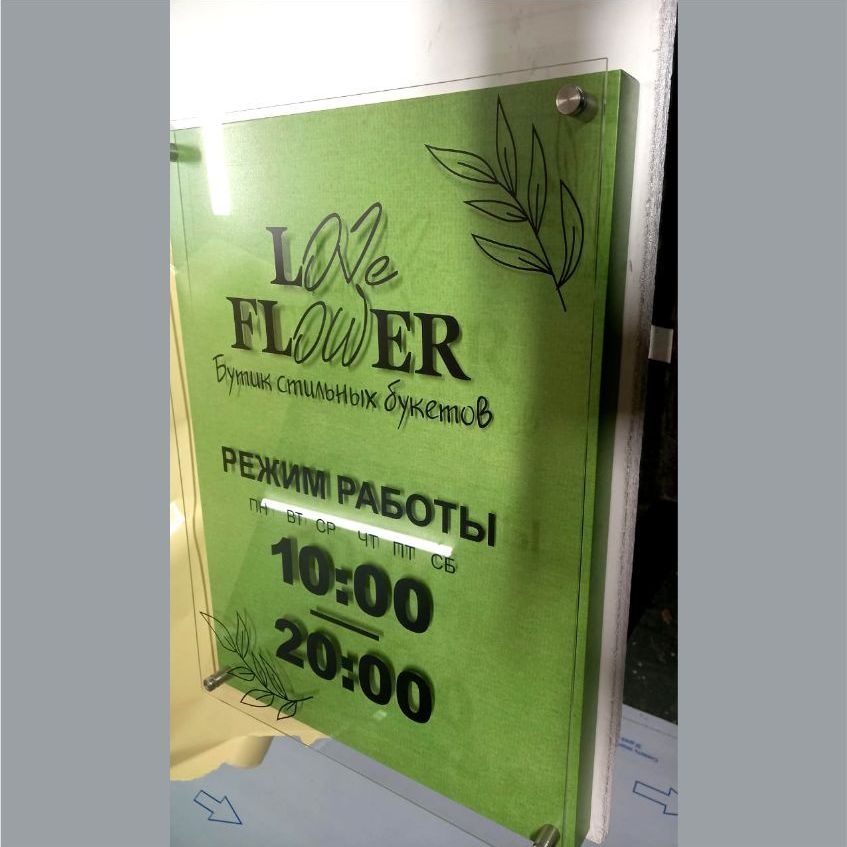 LOVe
FLOWER
Бутик стильных букетов
РЕЖИМ РАБОТЫ
ПН ВТ СР ЧТ ПТ СБ
10:00
20:00